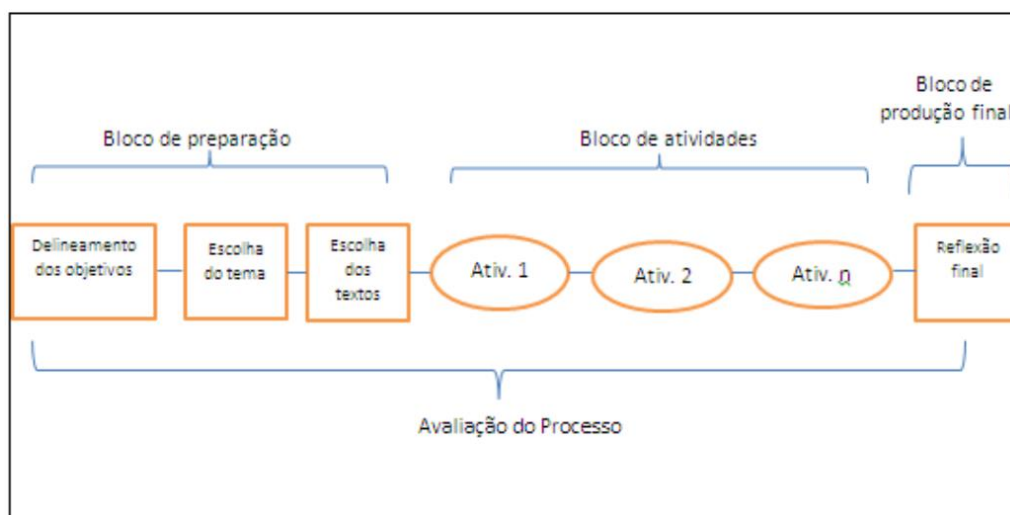 Bloco de
produção final
Bloco de preparação
Bloco de atividades
Delineamento
dos objetivos
Escolha
do tema
Escolha
dos
textos
Ativ. 1
Ativ. 2
Ativ. n
Reflexão
final
Avaliação do Processo